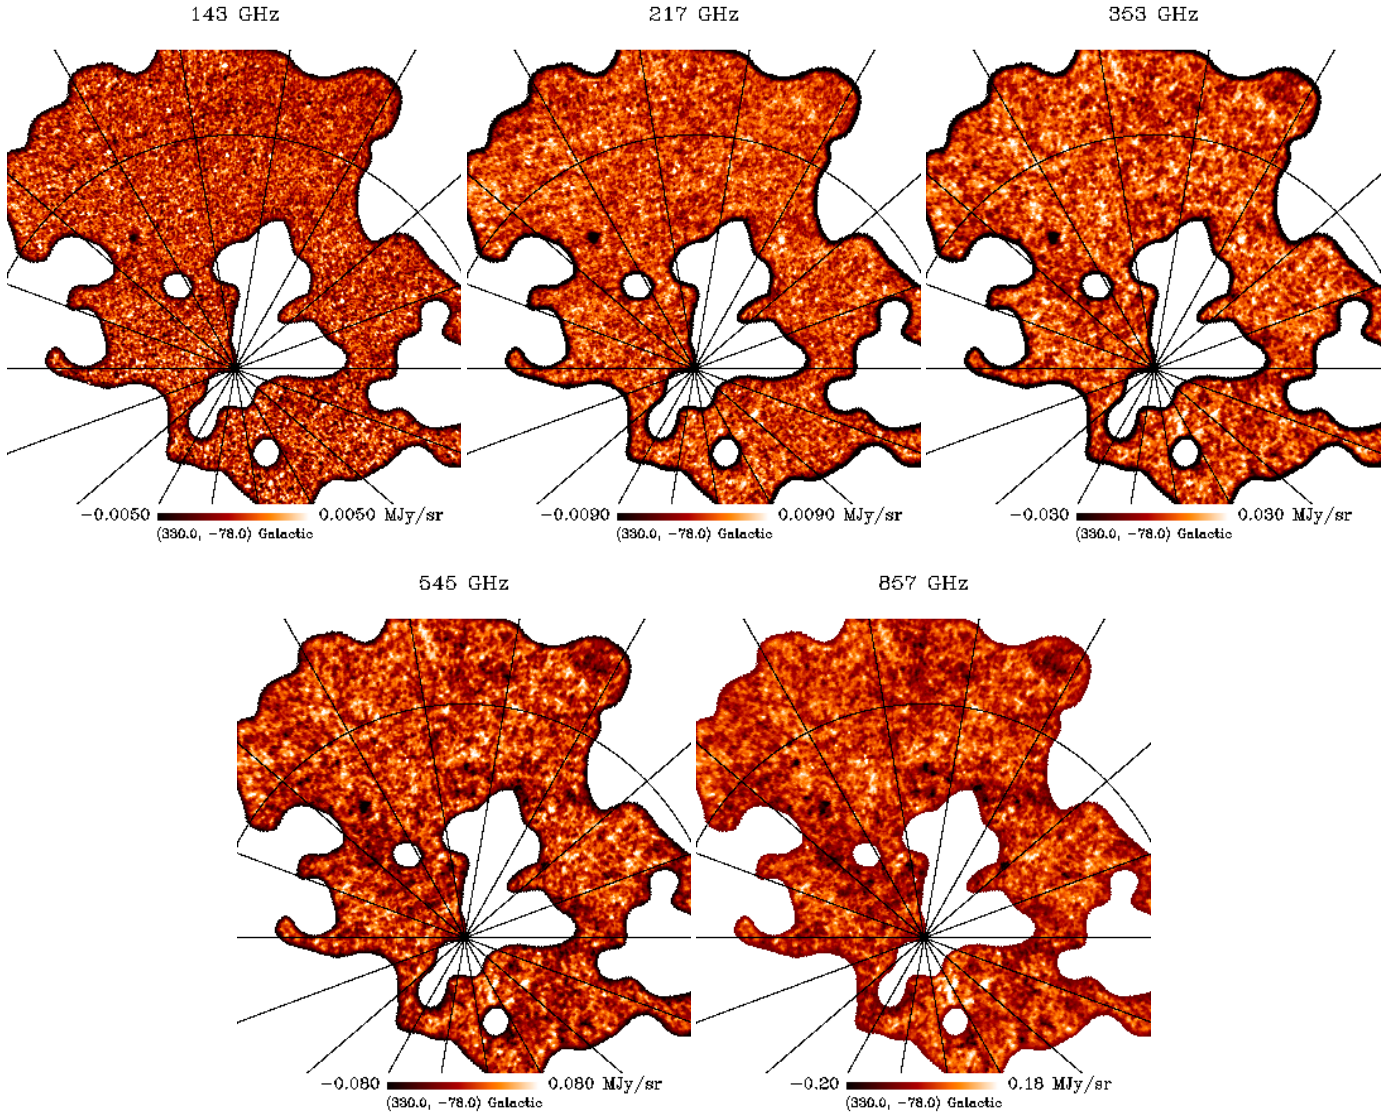 143 GHz 217 GHz 353 GHz
−0.0050 0.0050 MJy/sr −0.0090 0.0090 MJy/sr −0.030 0.030 MJy/sr
(330.0, −78.0) Galactic (330.0, −78.0) Galactic (330.0, −78.0) Galactic
545 GHz 857 GHz
−0.080 0.080 MJy/sr −0.20 0.18 MJy/sr
(330.0, −78.0) Galactic (330.0, −78.0) Galactic